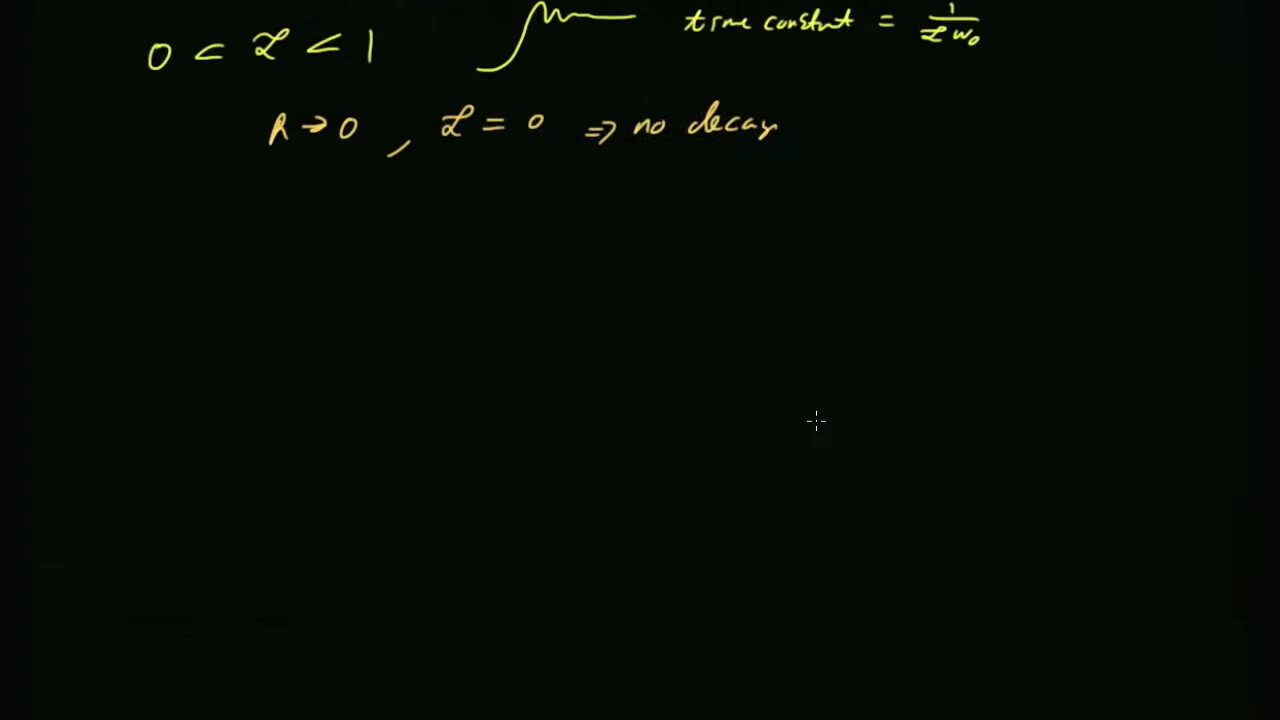 0 < ζ < 1 time constant = 1/ζω₀
R → 0 , ζ = 0 ⇒ no decay